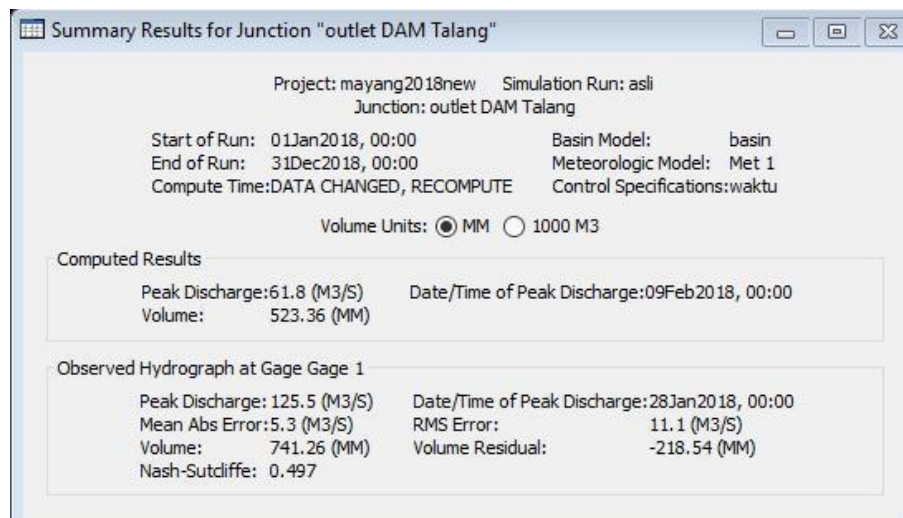 Summary Results for Junction "outlet DAM Talang"
Project: mayang2018new Simulation Run: asli
Junction: outlet DAM Talang
Start of Run: 01Jan2018, 00:00 Basin Model: basin
End of Run: 31Dec2018, 00:00 Meteorologic Model: Met 1
Compute Time:DATA CHANGED, RECOMPUTE Control Specifications:waktu
Volume Units: MM 1000 M3
Computed Results
Peak Discharge:61.8 (M3/S) Date/Time of Peak Discharge:09Feb2018, 00:00
Volume: 523.36 (MM)
Observed Hydrograph at Gage Gage 1
Peak Discharge: 125.5 (M3/S) Date/Time of Peak Discharge:28Jan2018, 00:00
Mean Abs Error:5.3 (M3/S) RMS Error: 11.1 (M3/S)
Volume: 741.26 (MM) Volume Residual: -218.54 (MM)
Nash-Sutcliffe: 0.497